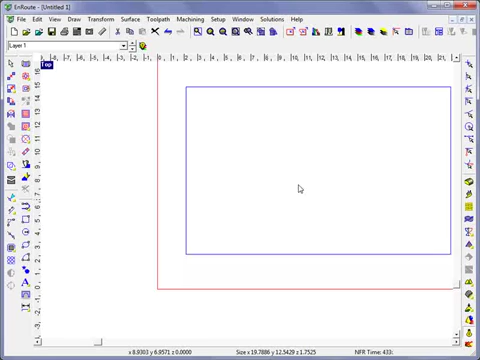 EnRoute - [Untitled 1]
File Edit View Draw Transform Surface Toolpath Machining Setup Window Solutions Help
Layer 1
Top
x 8.9303 y 6.9571 z 0.0000 Size x 19.7886 y 12.5429 z 1.7525 NFR Time: 433: